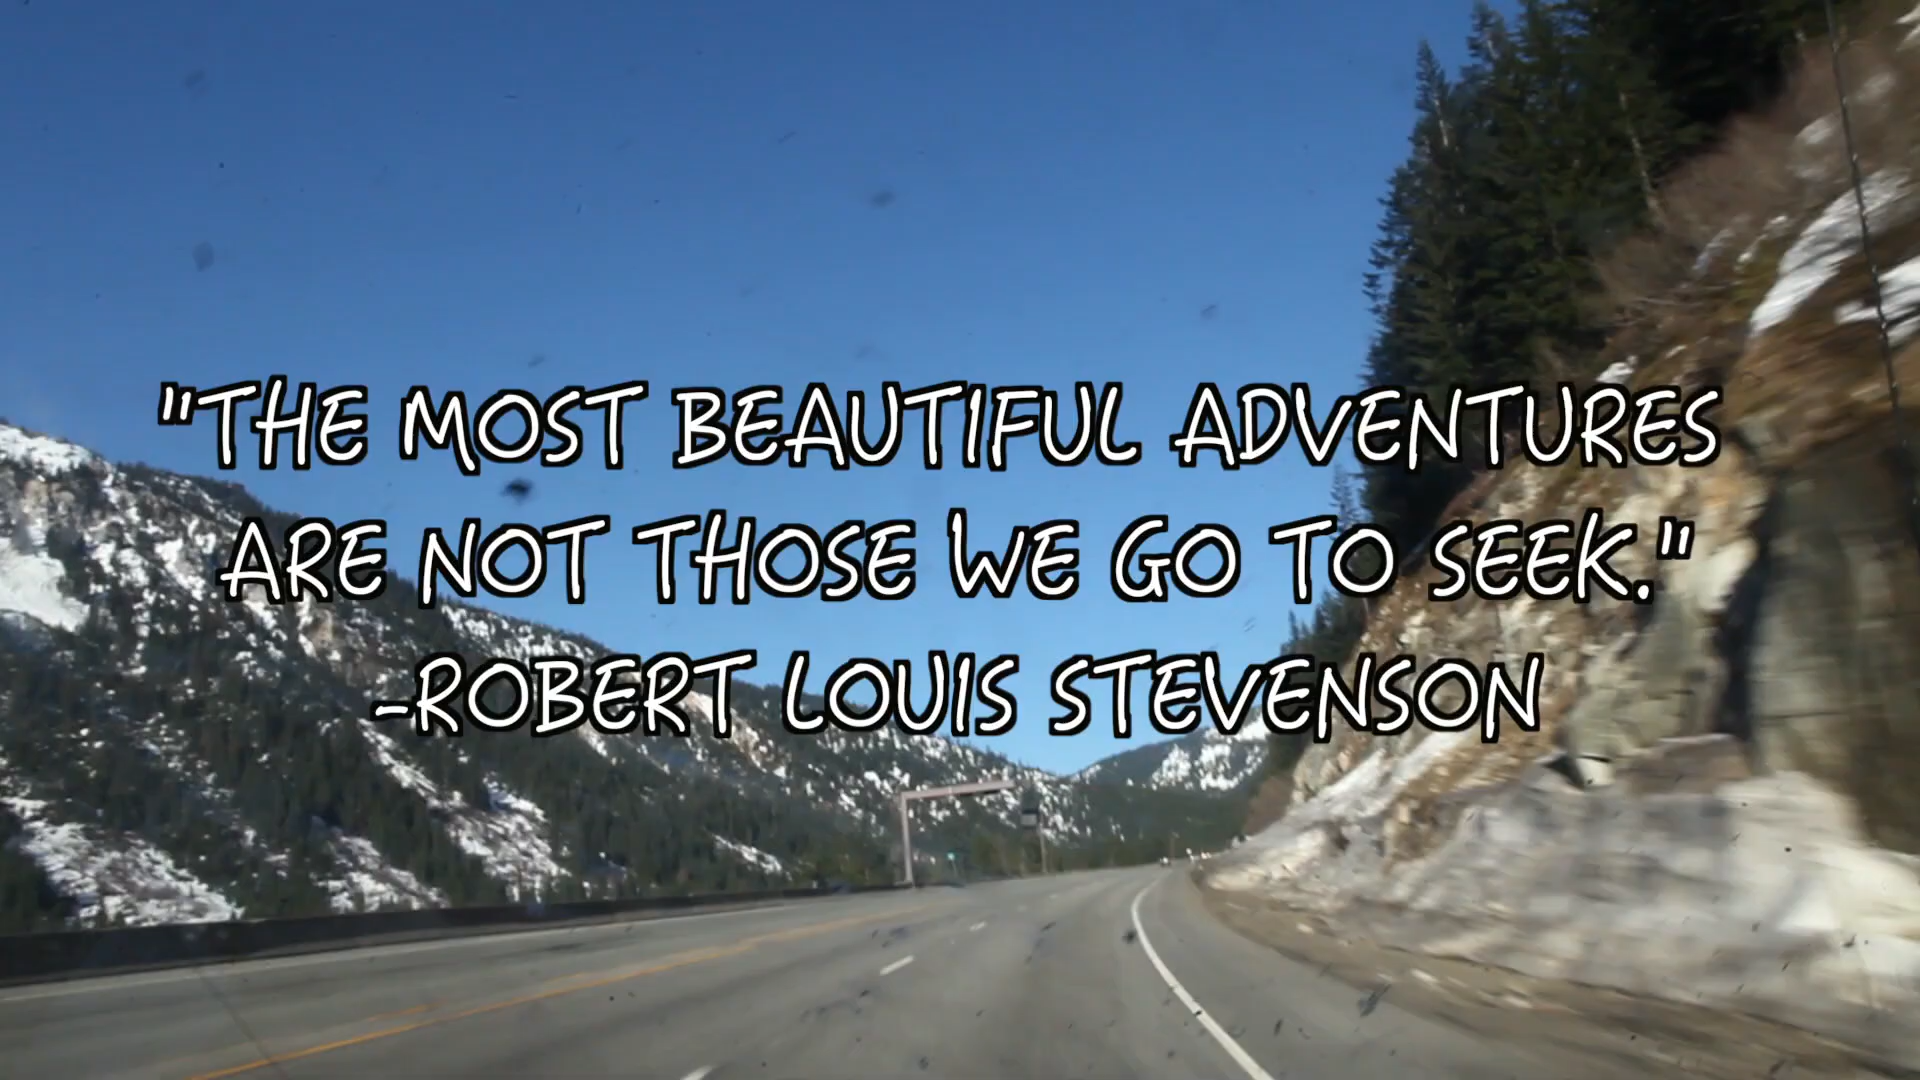 "THE MOST BEAUTIFUL ADVENTURES
ARE NOT THOSE WE GO TO SEEK."
-ROBERT LOUIS STEVENSON